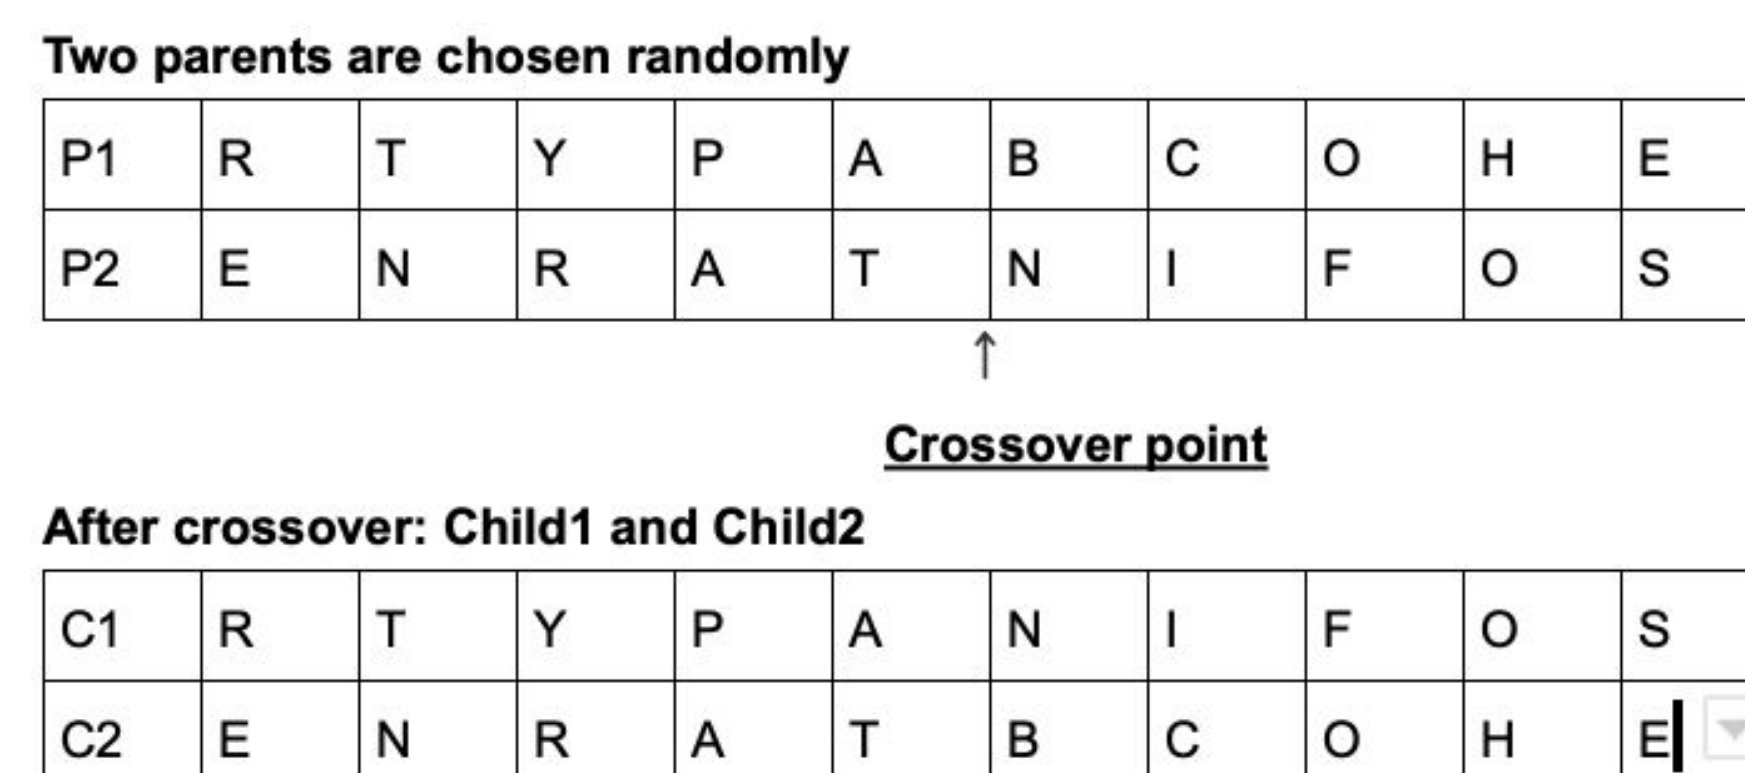 Two parents are chosen randomly
P1 R T Y P A B C O H E
P2 E N R A T N I F O S
↑
Crossover point
After crossover: Child1 and Child2
C1 R T Y P A N I F O S
C2 E N R A T B C O H E